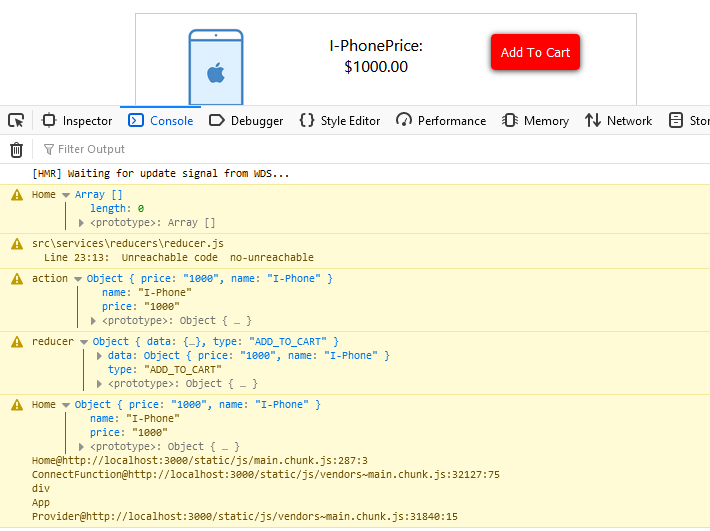 I-PhonePrice:
$1000.00
Add To Cart
Inspector Console Debugger Style Editor Performance Memory Network Stor
Filter Output
[HMR] Waiting for update signal from WDS...
Home Array []
length: 0
<prototype>: Array []
src\services\reducers\reducer.js
Line 23:13: Unreachable code no-unreachable
action Object { price: "1000", name: "I-Phone" }
name: "I-Phone"
price: "1000"
<prototype>: Object { … }
reducer Object { data: {…}, type: "ADD_TO_CART" }
data: Object { price: "1000", name: "I-Phone" }
type: "ADD_TO_CART"
<prototype>: Object { … }
Home Object { price: "1000", name: "I-Phone" }
name: "I-Phone"
price: "1000"
<prototype>: Object { … }
Home@http://localhost:3000/static/js/main.chunk.js:287:3
ConnectFunction@http://localhost:3000/static/js/vendors~main.chunk.js:32127:75
div
App
Provider@http://localhost:3000/static/js/vendors~main.chunk.js:31840:15